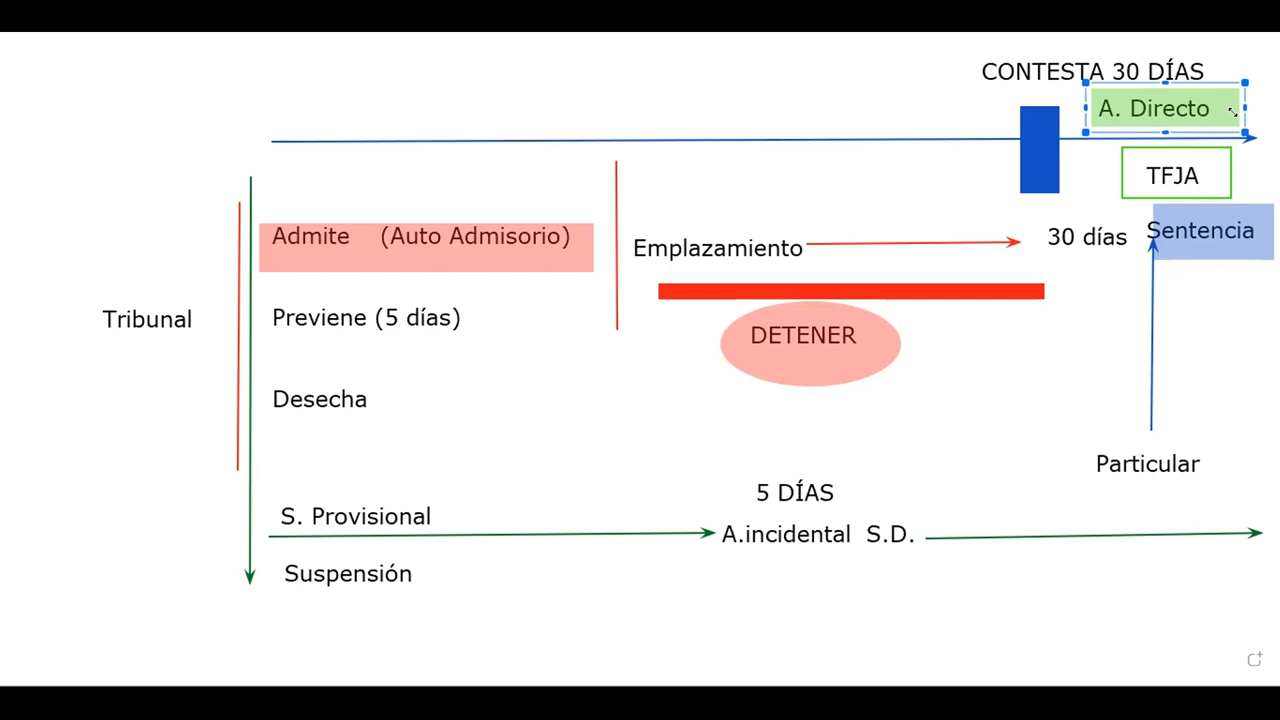 CONTESTA 30 DÍAS
A. Directo
TFJA
Admite (Auto Admisorio)
Emplazamiento
30 días
Sentencia
Tribunal
Previene (5 días)
DETENER
Desecha
Particular
5 DÍAS
S. Provisional
A.incidental S.D.
Suspensión